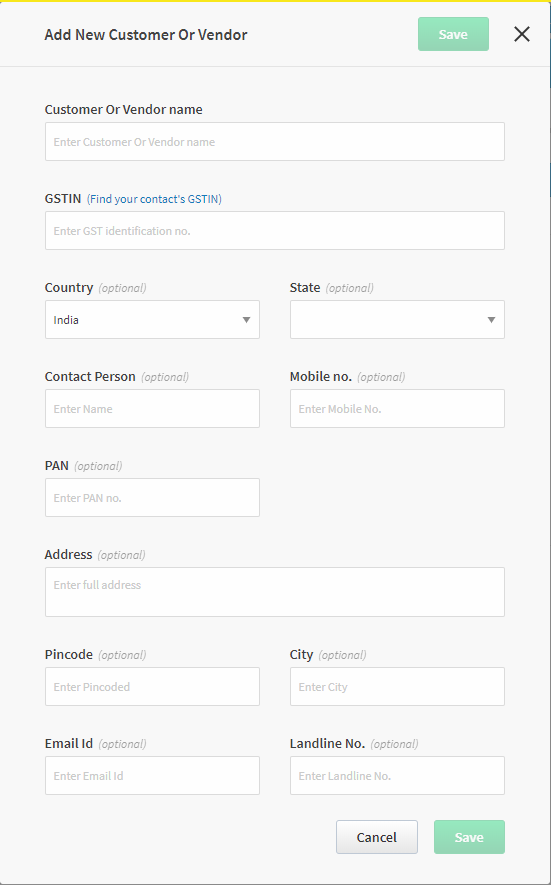 Add New Customer Or Vendor Save
Customer Or Vendor name
Enter Customer Or Vendor name
GSTIN (Find your contact's GSTIN)
Enter GST identification no.
Country (optional) State (optional)
India
Contact Person (optional) Mobile no. (optional)
Enter Name Enter Mobile No.
PAN (optional)
Enter PAN no.
Address (optional)
Enter full address
Pincode (optional) City (optional)
Enter Pincoded Enter City
Email Id (optional) Landline No. (optional)
Enter Email Id Enter Landline No.
Cancel Save